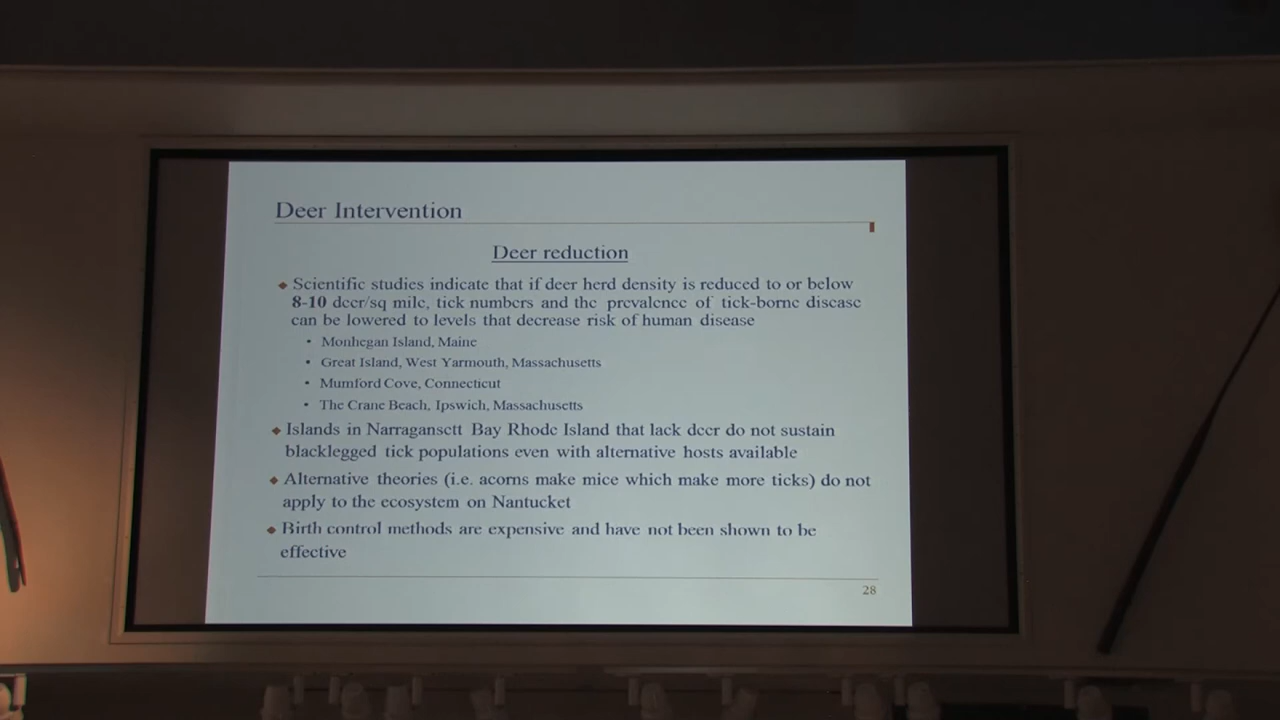 Deer Intervention
Deer reduction
Scientific studies indicate that if deer herd density is reduced to or below
8-10 deer/sq mile, tick numbers and the prevalence of tick-borne disease
can be lowered to levels that decrease risk of human disease
• Monhegan Island, Maine
• Great Island, West Yarmouth, Massachusetts
• Mumford Cove, Connecticut
• The Crane Beach, Ipswich, Massachusetts
Islands in Narragansett Bay Rhode Island that lack deer do not sustain
blacklegged tick populations even with alternative hosts available
Alternative theories (i.e. acorns make mice which make more ticks) do not
apply to the ecosystem on Nantucket
Birth control methods are expensive and have not been shown to be
effective
28